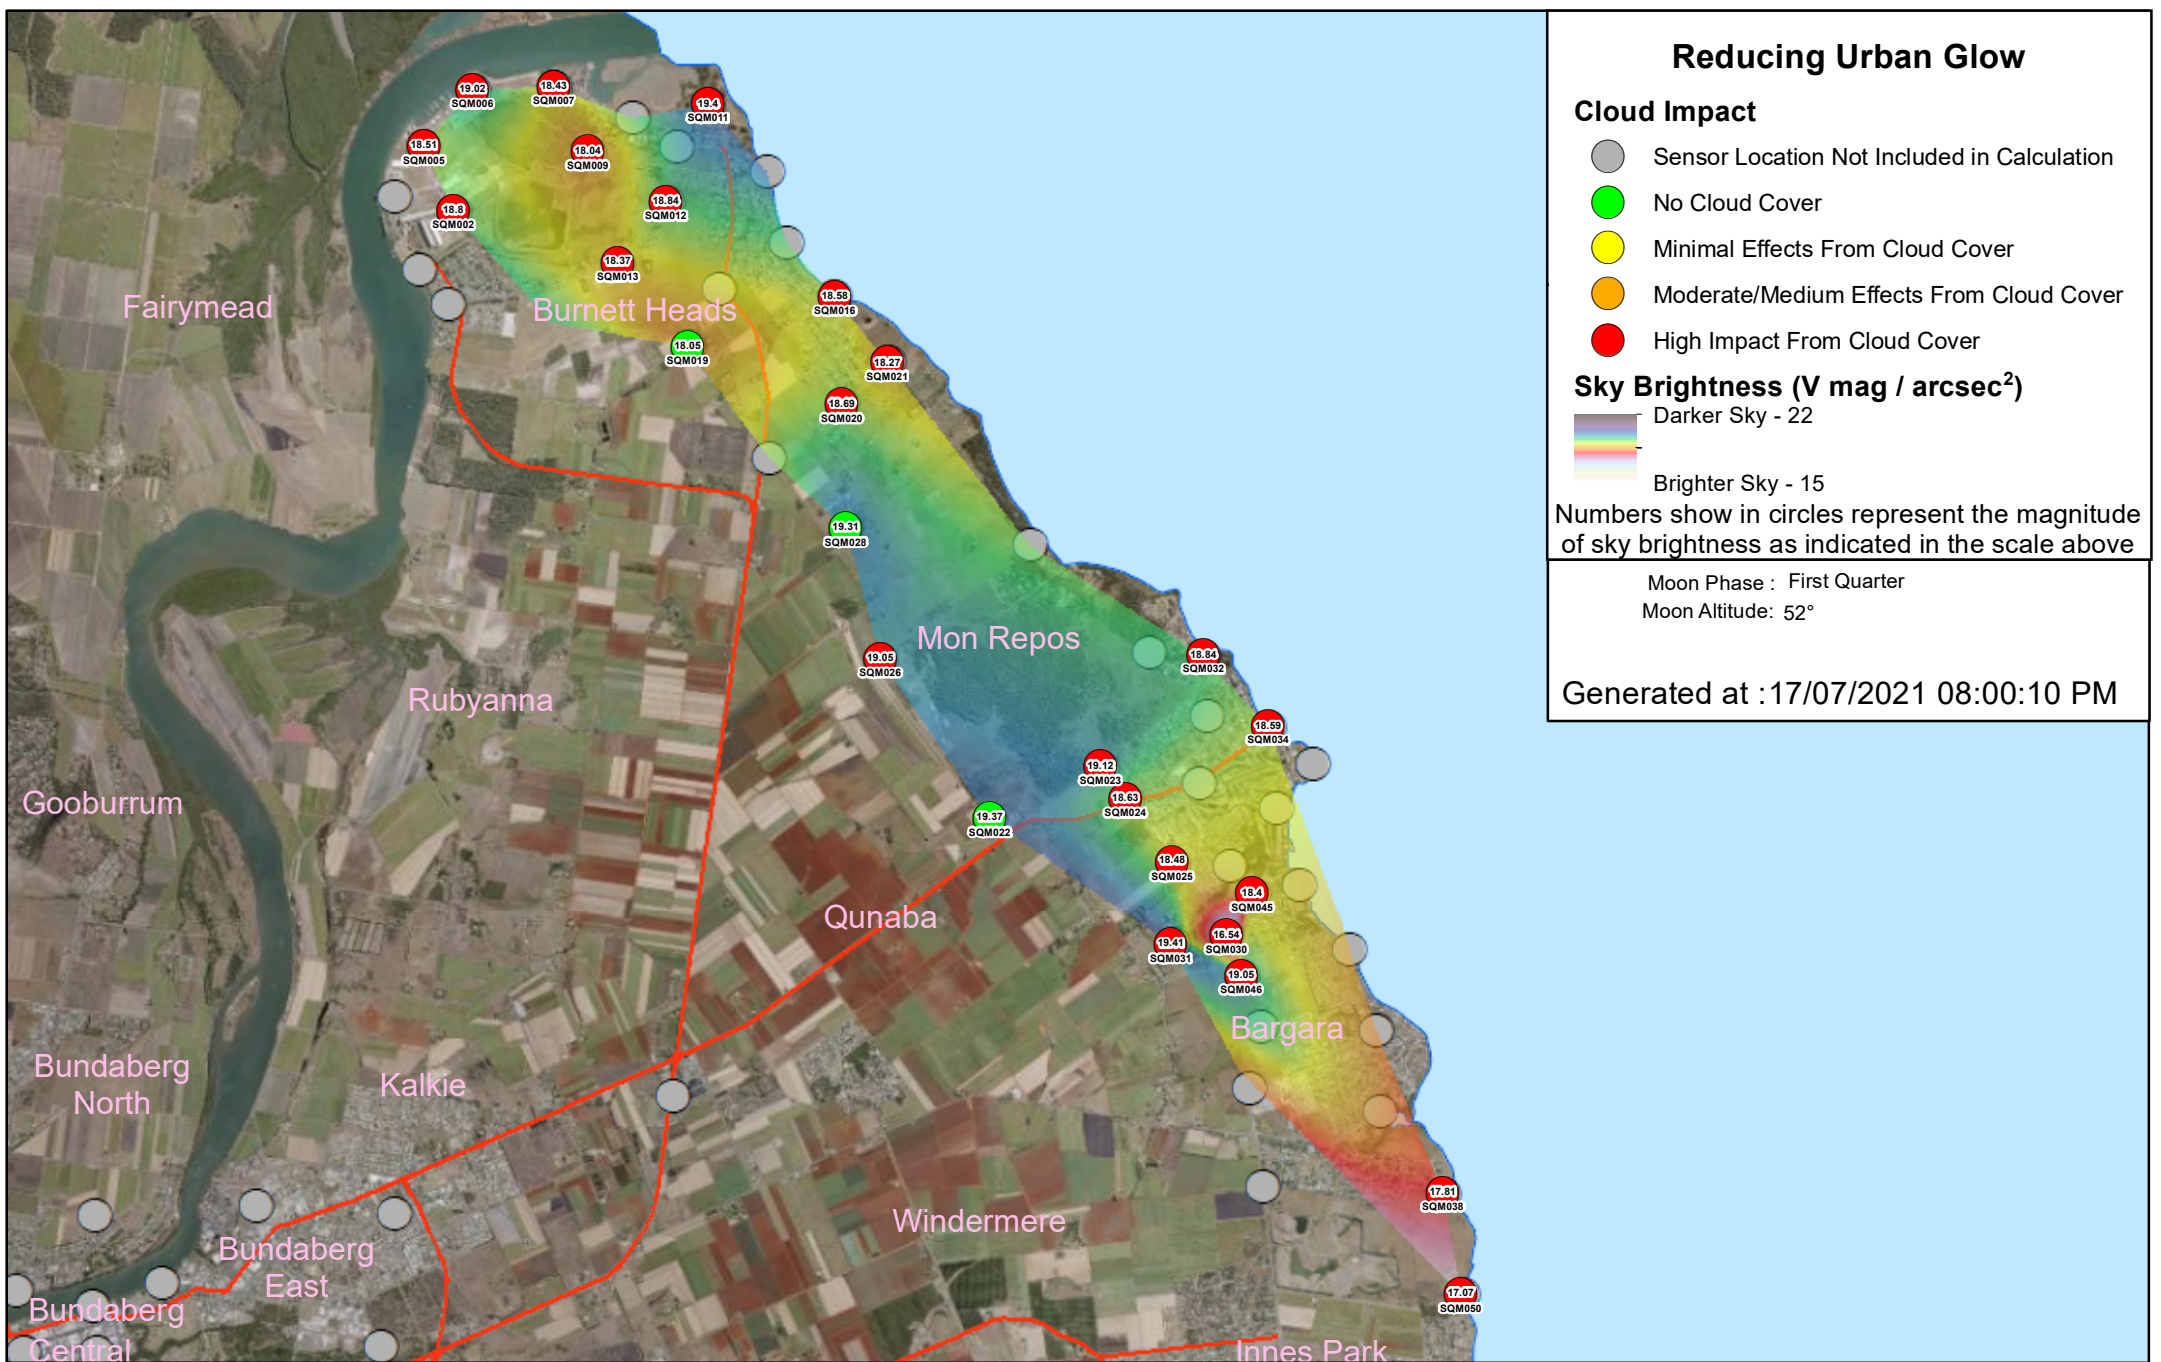 Reducing Urban Glow
Cloud Impact
Sensor Location Not Included in Calculation
No Cloud Cover
Minimal Effects From Cloud Cover
Moderate/Medium Effects From Cloud Cover
High Impact From Cloud Cover
Sky Brightness (V mag / arcsec²)
Darker Sky - 22
Brighter Sky - 15
Numbers show in circles represent the magnitude
of sky brightness as indicated in the scale above
Moon Phase : First Quarter
Moon Altitude: 52°
Generated at :17/07/2021 08:00:10 PM
19.02
SQM006
18.43
SQM007
19.4
SQM011
18.51
SQM005
18.04
SQM009
18.8
SQM002
18.84
SQM012
18.37
SQM013
Fairymead
Burnett Heads
18.58
SQM016
18.05
SQM019
18.27
SQM021
18.69
SQM020
19.31
SQM028
Mon Repos
19.05
SQM026
18.84
SQM032
Rubyanna
18.59
SQM034
19.12
SQM023
18.63
SQM024
Gooburrum
19.37
SQM022
18.48
SQM025
18.4
SQM045
Qunaba
16.54
SQM030
19.41
SQM031
19.05
SQM046
Bargara
Bundaberg
North
Kalkie
17.81
SQM038
Windermere
Bundaberg
East
17.07
SQM050
Bundaberg
Central
Innes Park